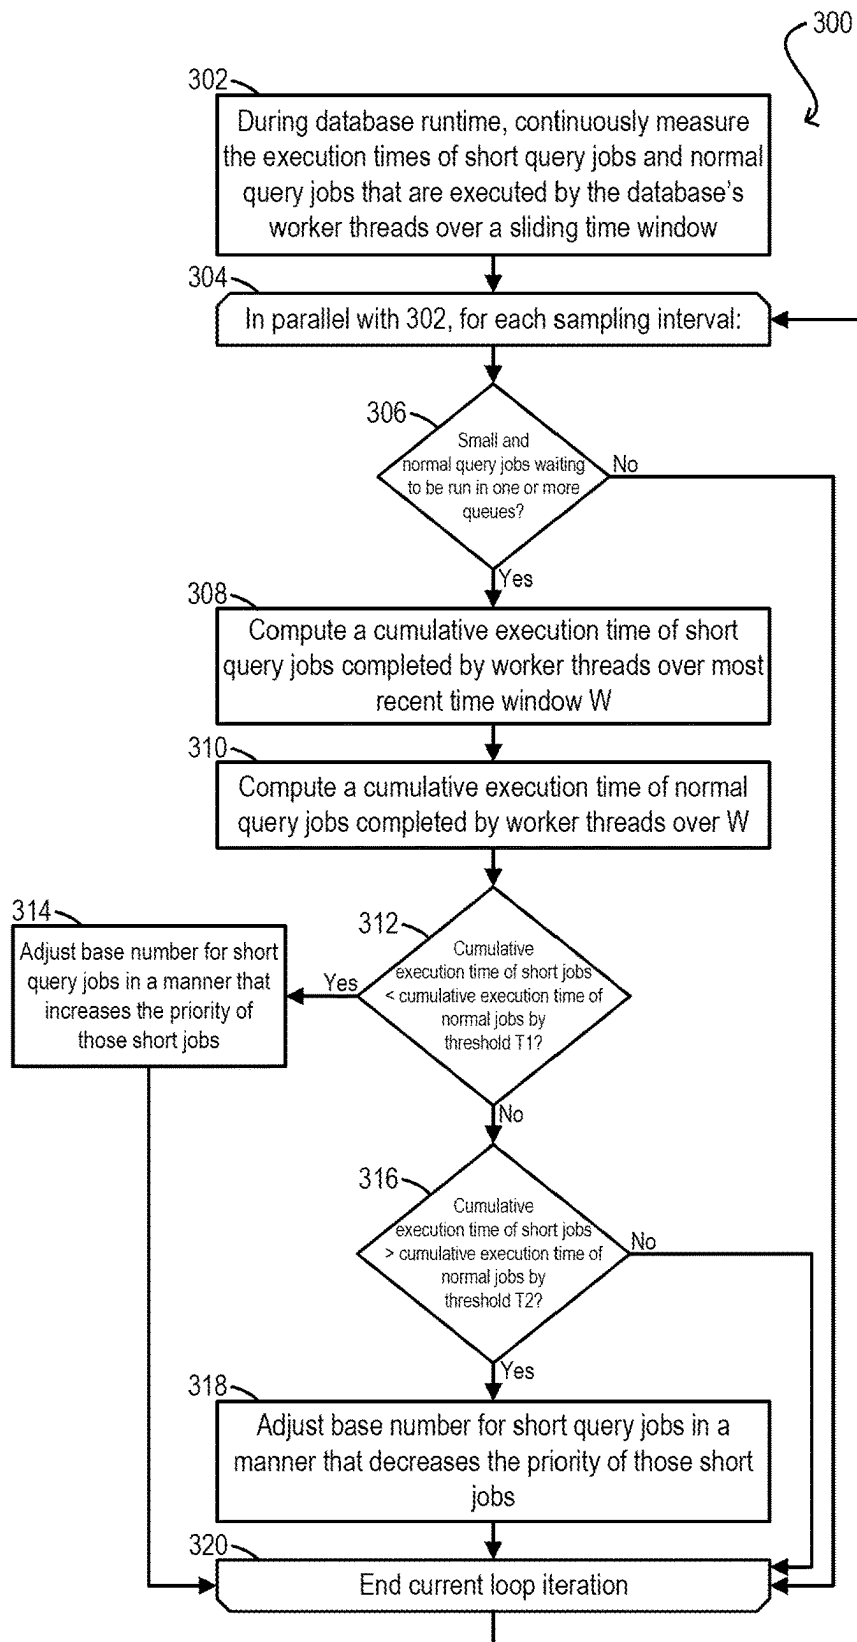 300
302
During database runtime, continuously measure
the execution times of short query jobs and normal
query jobs that are executed by the database's
worker threads over a sliding time window
304
In parallel with 302, for each sampling interval:
306
Small and
normal query jobs waiting
to be run in one or more
queues?
No
Yes
308
Compute a cumulative execution time of short
query jobs completed by worker threads over most
recent time window W
310
Compute a cumulative execution time of normal
query jobs completed by worker threads over W
312
Cumulative
execution time of short jobs
< cumulative execution time of
normal jobs by
threshold T1?
Yes
314
Adjust base number for short
query jobs in a manner that
increases the priority of
those short jobs
No
316
Cumulative
execution time of short jobs
> cumulative execution time of
normal jobs by
threshold T2?
No
Yes
318
Adjust base number for short query jobs in a
manner that decreases the priority of those short
jobs
320
End current loop iteration